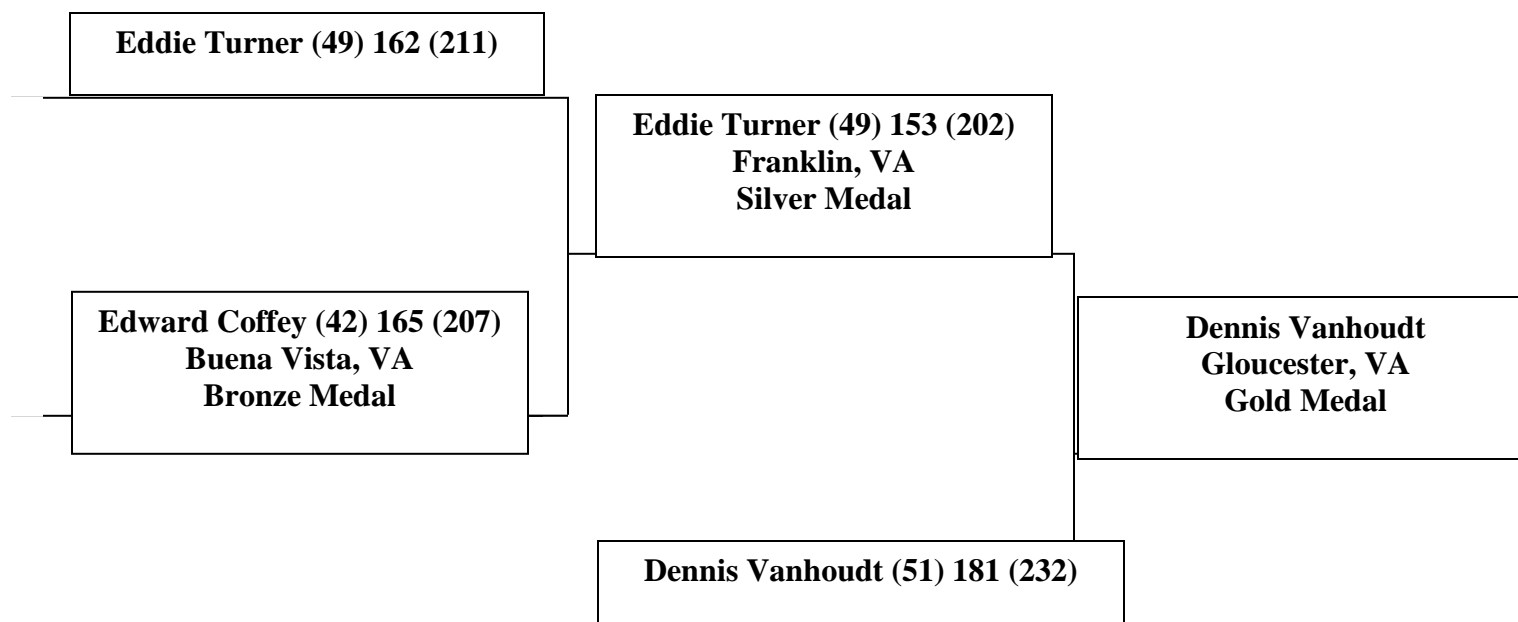 Eddie Turner (49) 162 (211)
Eddie Turner (49) 153 (202)
Franklin, VA
Silver Medal
Edward Coffey (42) 165 (207)
Buena Vista, VA
Bronze Medal
Dennis Vanhoudt
Gloucester, VA
Gold Medal
Dennis Vanhoudt (51) 181 (232)